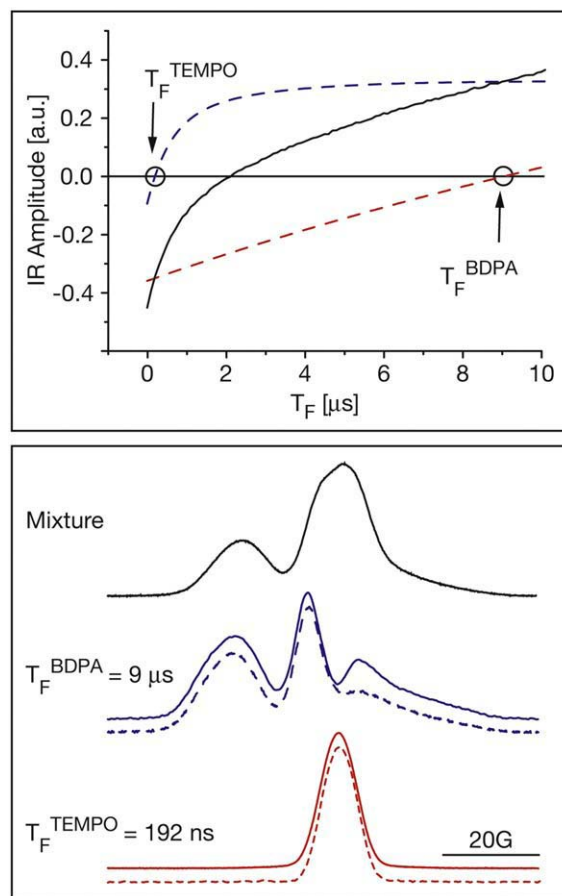 T_F^TEMPO
0.4
0.2
0.0
-0.2
-0.4
IR Amplitude [a.u.]
T_F^BDPA
0 2 4 6 8 10
T_F [µs]
Mixture
T_F^BDPA = 9 µs
T_F^TEMPO = 192 ns
20G